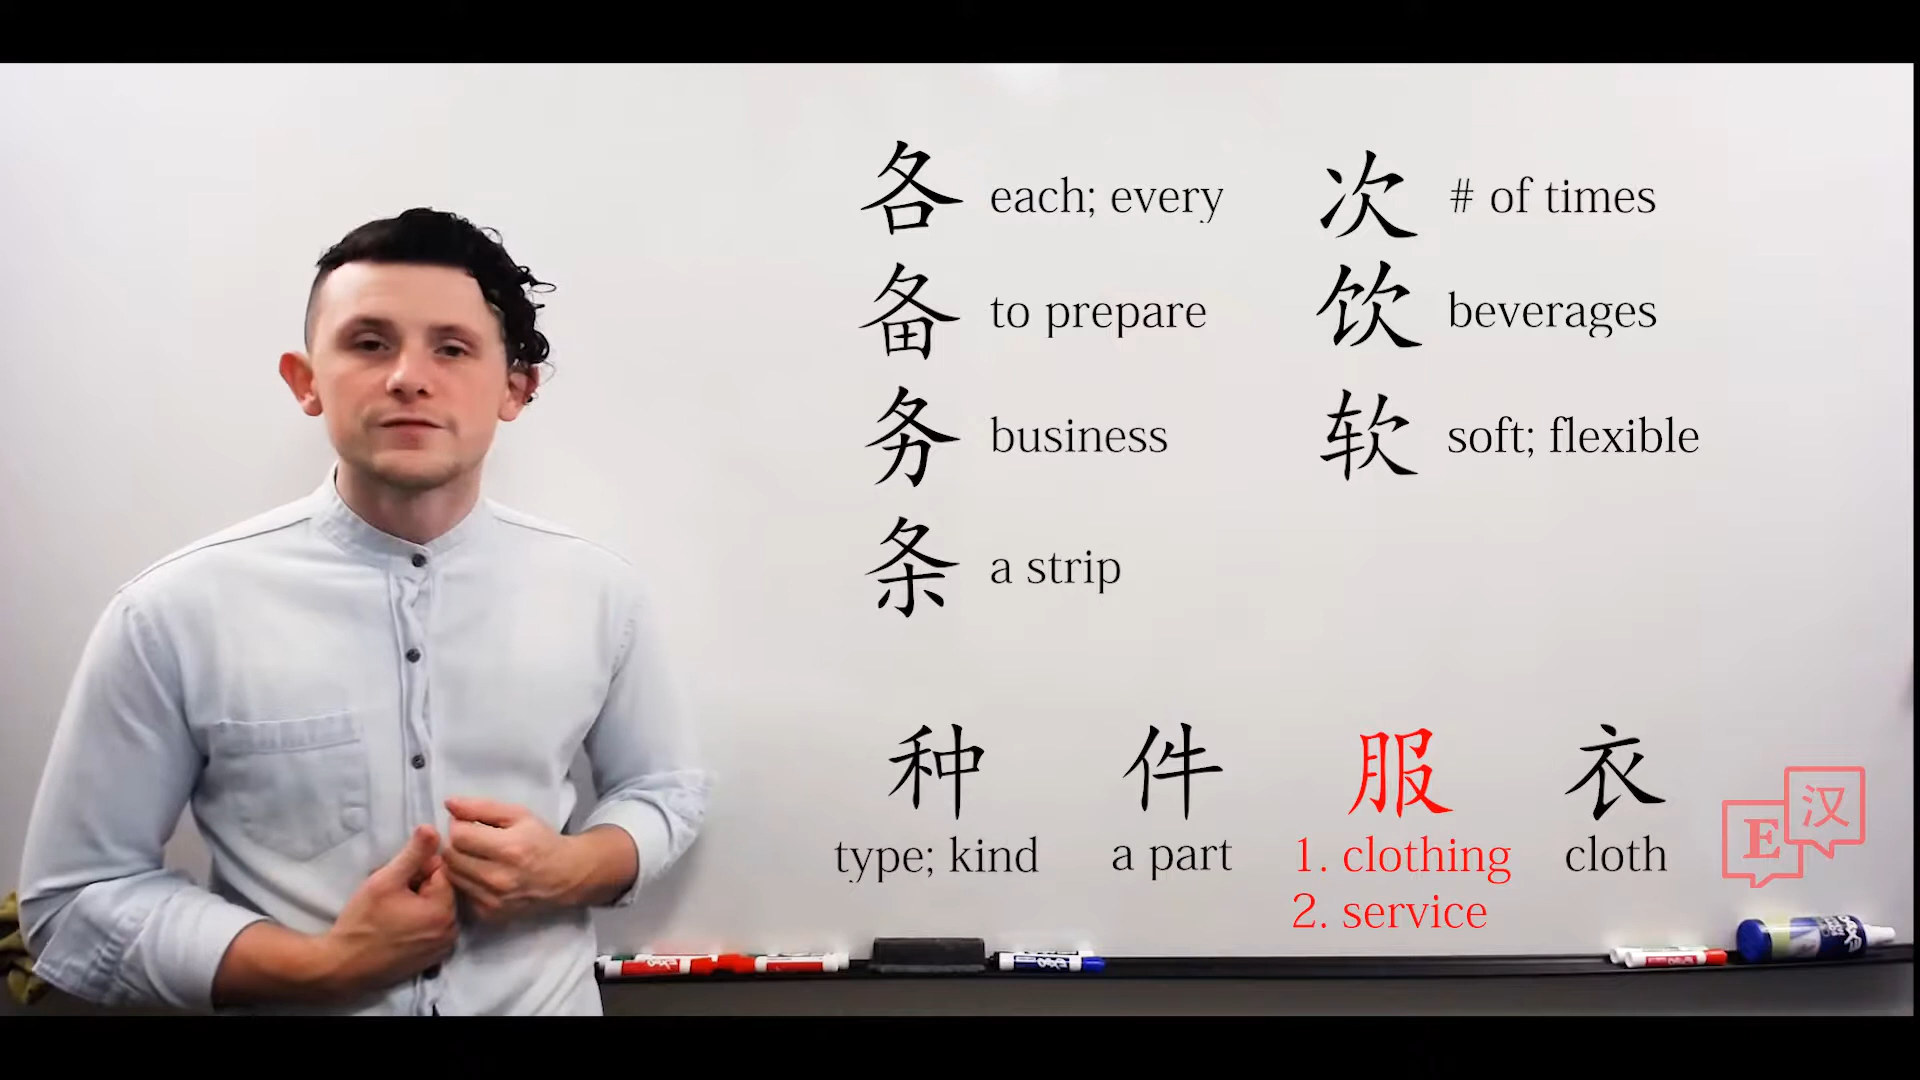 各 each; every
次 # of times
备 to prepare
饮 beverages
务 business
软 soft; flexible
条 a strip
种 件 服 衣
type; kind a part 1. clothing cloth
2. service
E 汉